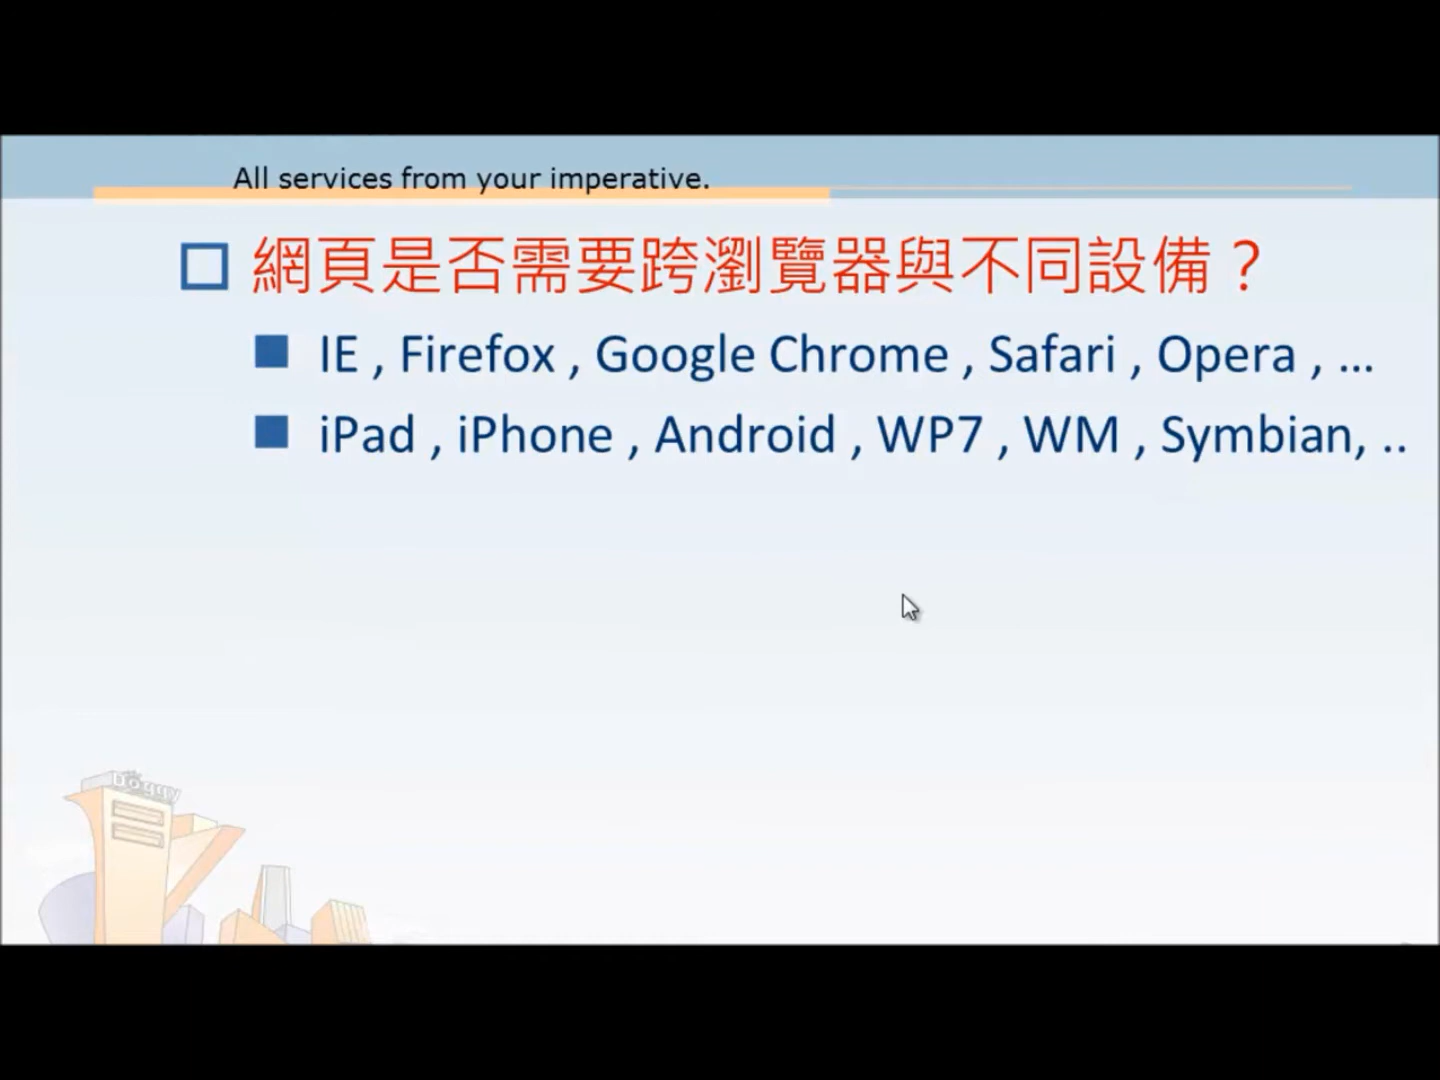 All services from your imperative.
網頁是否需要跨瀏覽器與不同設備？
IE , Firefox , Google Chrome , Safari , Opera , ...
iPad , iPhone , Android , WP7 , WM , Symbian, ..
Doggy